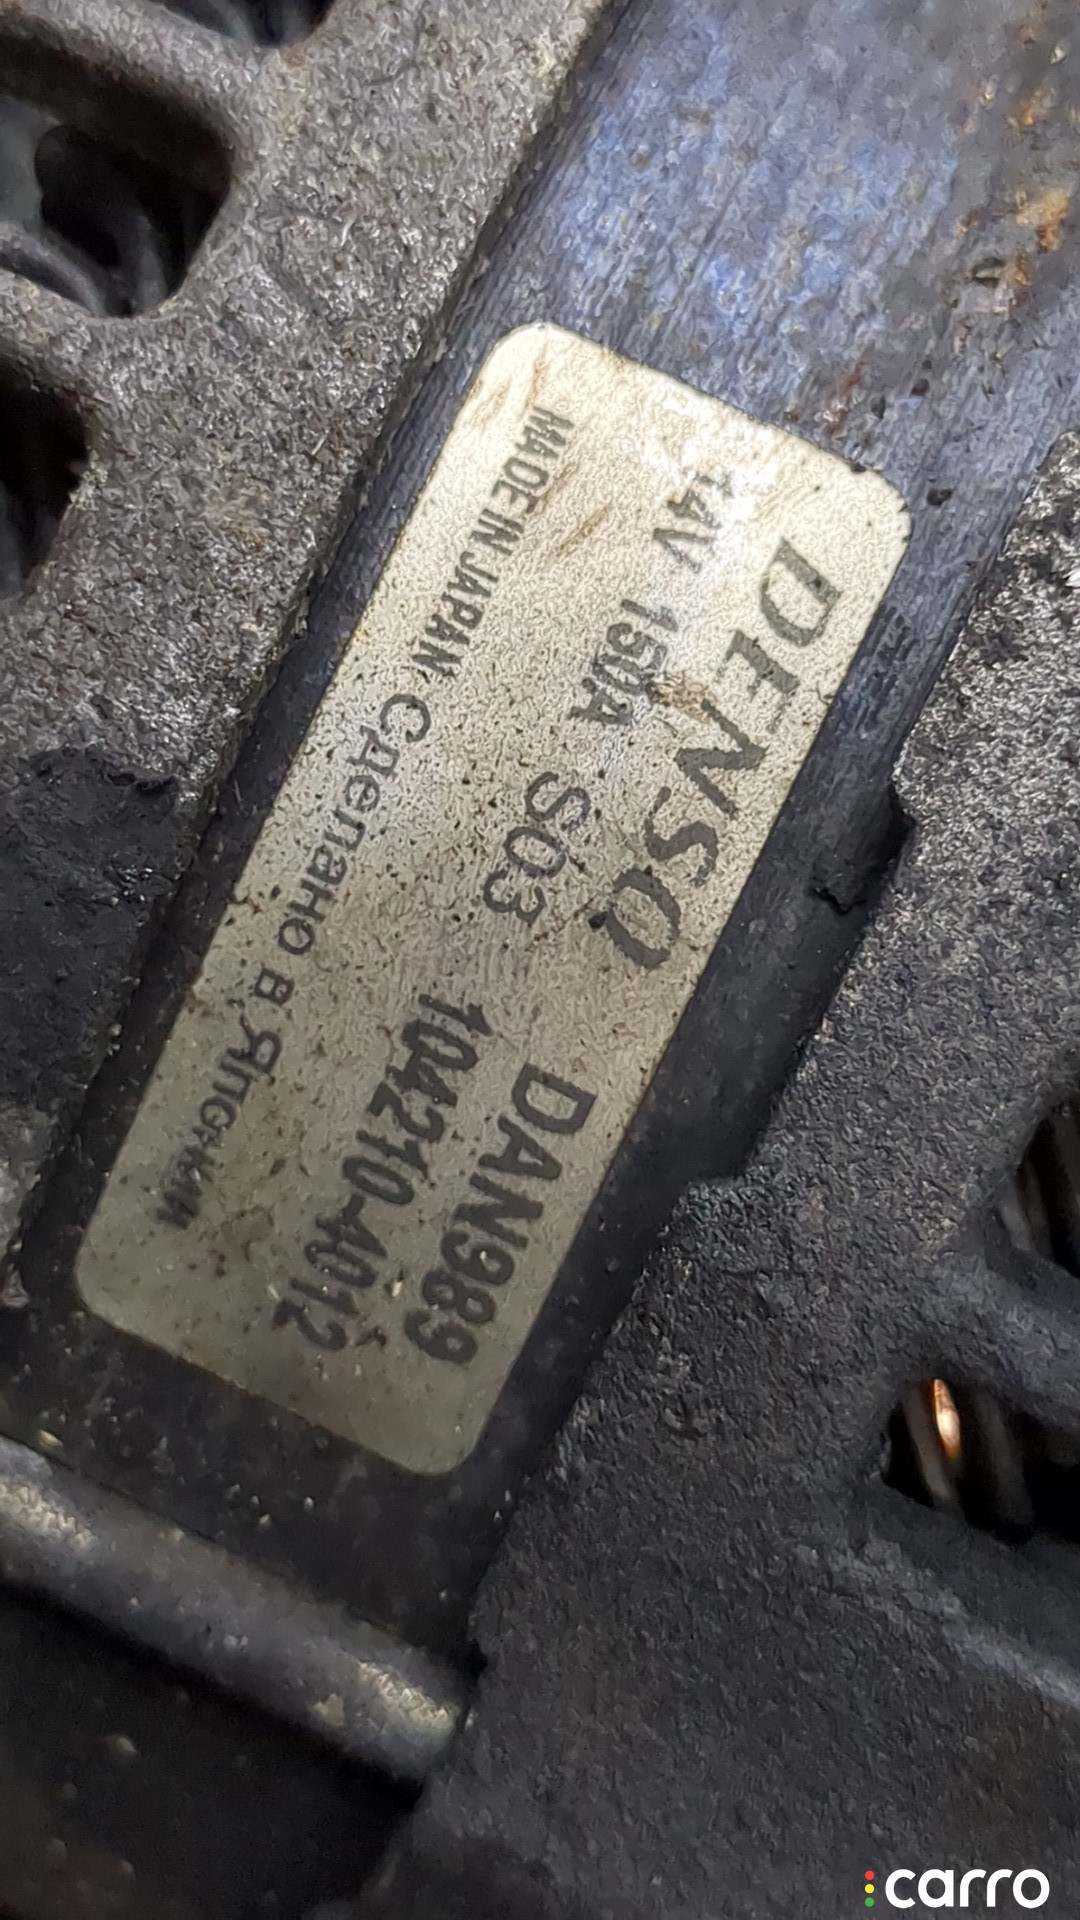 DENSO DAN989
14V 150A S03 104210-4012
MADE IN JAPAN Сделано в Японии
carro